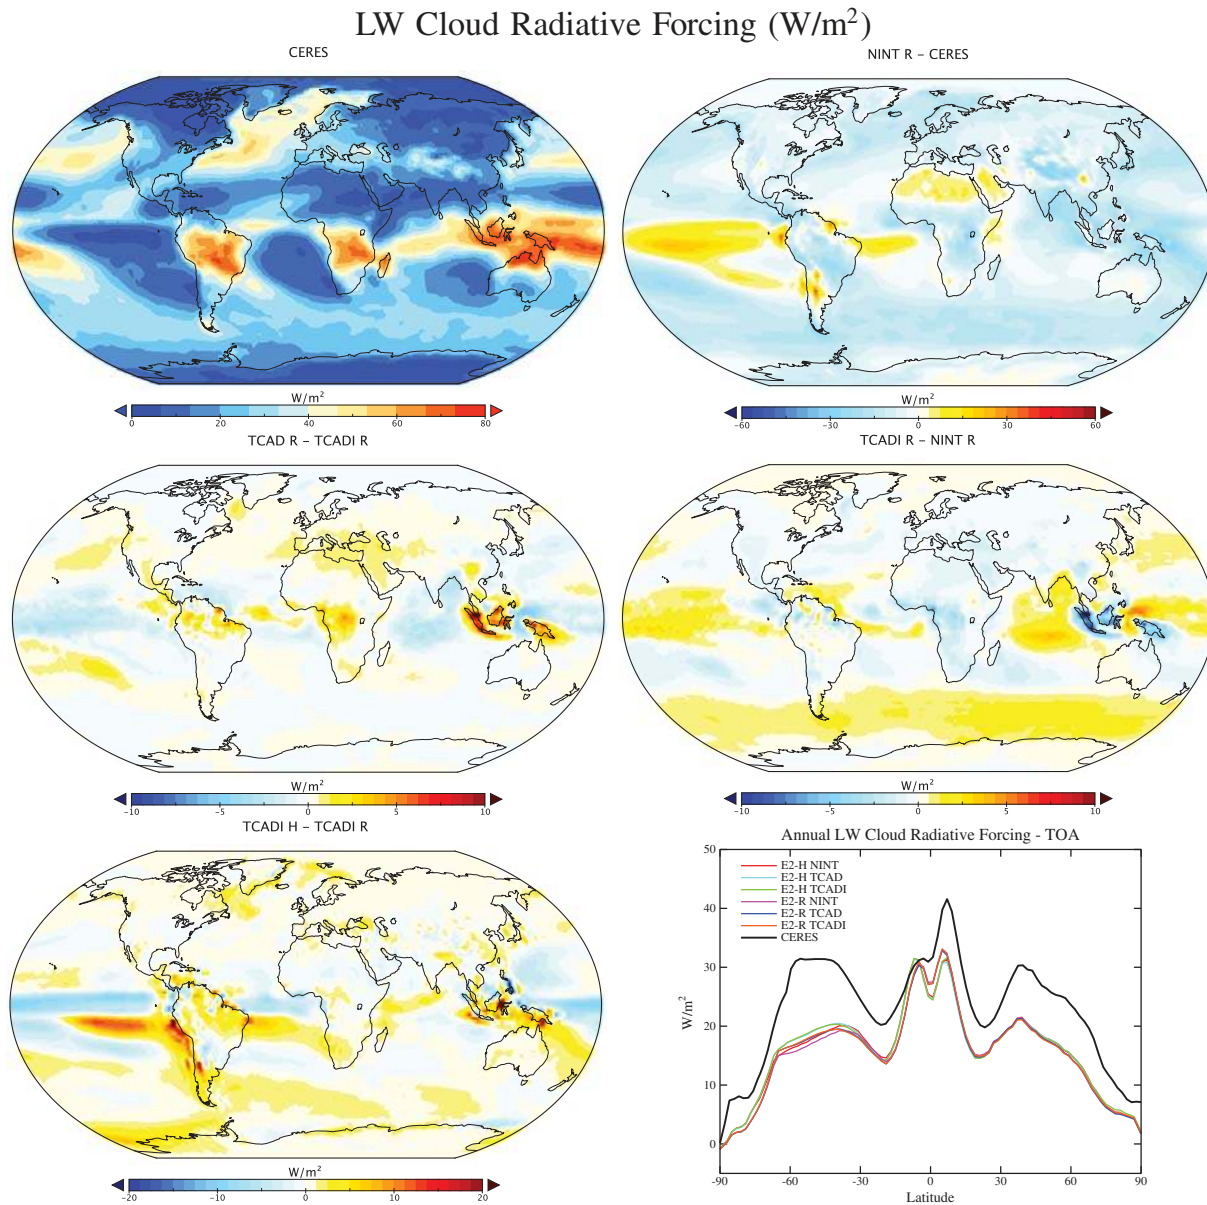 LW Cloud Radiative Forcing (W/m²)
CERES
NINT R – CERES
W/m²
0 20 40 60 80
W/m²
−60 −30 0 30 60
TCAD R – TCADI R
TCADI R – NINT R
W/m²
−10 −5 0 5 10
W/m²
−10 −5 0 5 10
TCADI H – TCADI R
W/m²
−20 −10 0 10 20
Annual LW Cloud Radiative Forcing - TOA
E2-H NINT
E2-H TCAD
E2-H TCADI
E2-R NINT
E2-R TCAD
E2-R TCADI
CERES
W/m²
50
40
30
20
10
0
-90 -60 -30 0 30 60 90
Latitude